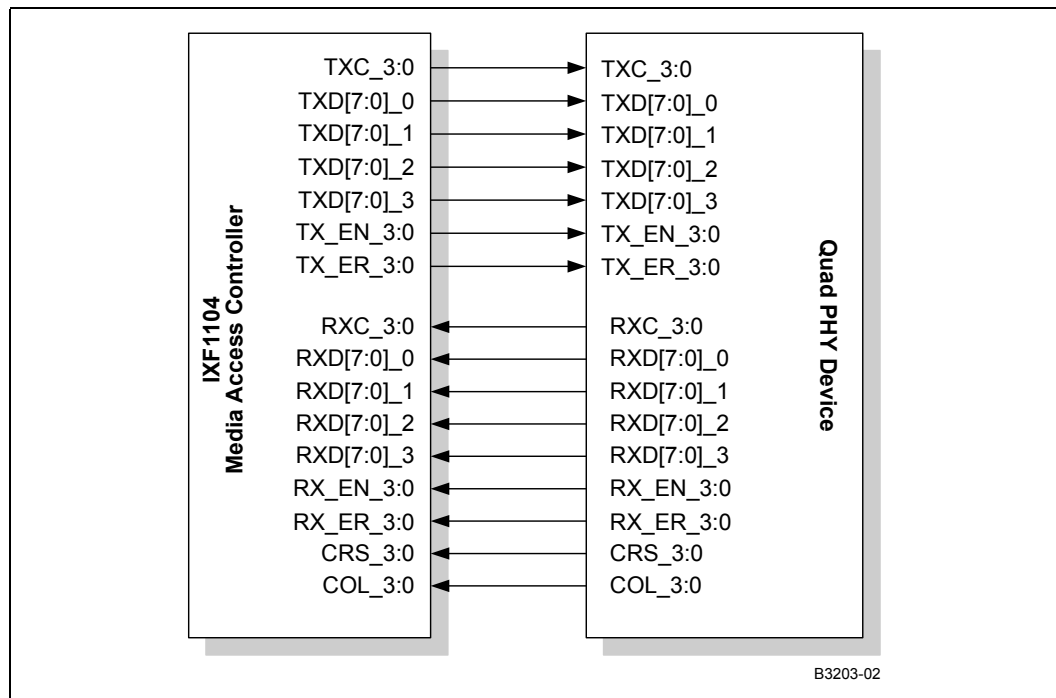 IXF1104
Media Access Controller
TXC_3:0
TXD[7:0]_0
TXD[7:0]_1
TXD[7:0]_2
TXD[7:0]_3
TX_EN_3:0
TX_ER_3:0
RXC_3:0
RXD[7:0]_0
RXD[7:0]_1
RXD[7:0]_2
RXD[7:0]_3
RX_EN_3:0
RX_ER_3:0
CRS_3:0
COL_3:0
TXC_3:0
TXD[7:0]_0
TXD[7:0]_1
TXD[7:0]_2
TXD[7:0]_3
TX_EN_3:0
TX_ER_3:0
RXC_3:0
RXD[7:0]_0
RXD[7:0]_1
RXD[7:0]_2
RXD[7:0]_3
RX_EN_3:0
RX_ER_3:0
CRS_3:0
COL_3:0
Quad PHY Device
B3203-02